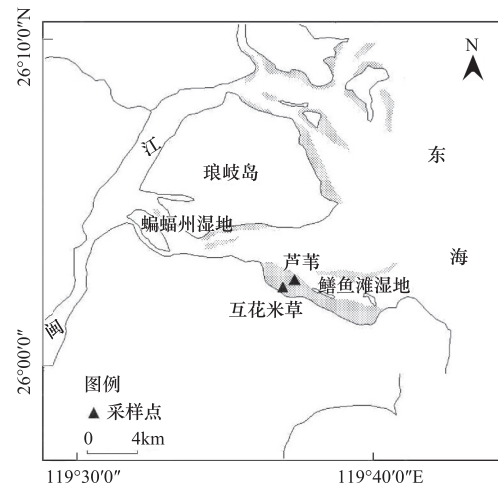 26°10′0″N
N
江
东
琅岐岛
蝙蝠州湿地
海
芦苇
鳝鱼滩湿地
互花米草
闽
26°00′0″
图例
▲ 采样点
0 4km
119°30′0″
119°40′0″E